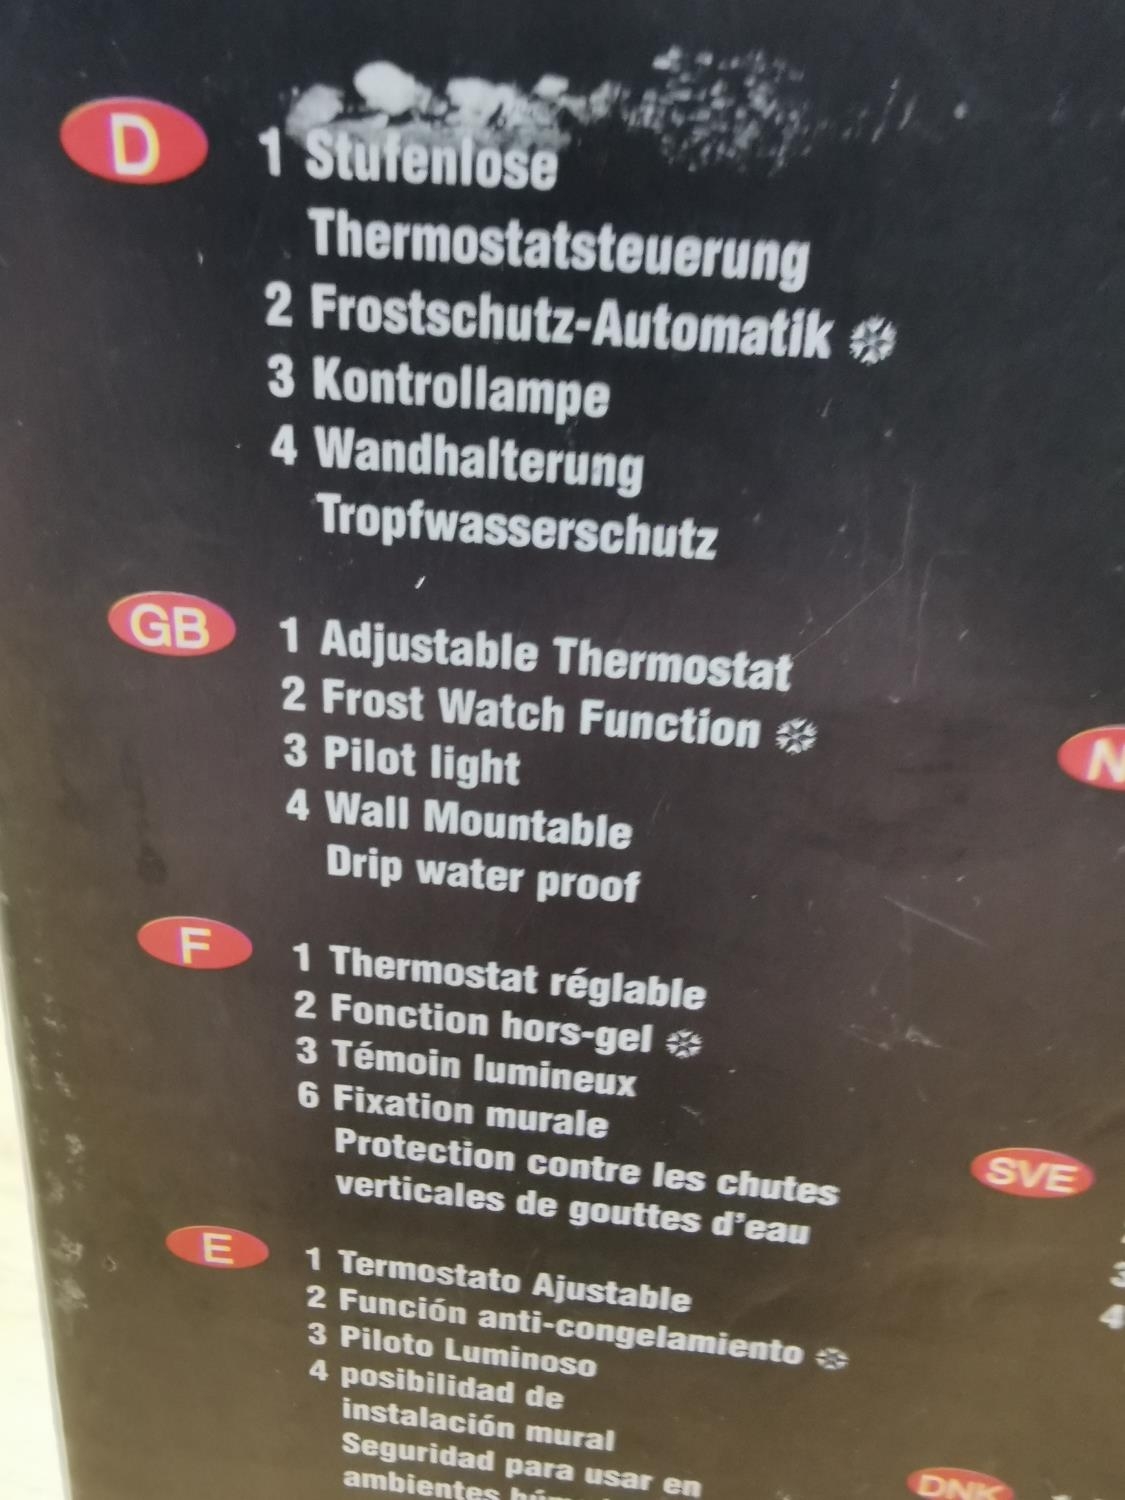 D
1 Stufenlose
Thermostatsteuerung
2 Frostschutz-Automatik
3 Kontrollampe
4 Wandhalterung
Tropfwasserschutz
GB
1 Adjustable Thermostat
2 Frost Watch Function
3 Pilot light
4 Wall Mountable
Drip water proof
F
1 Thermostat réglable
2 Fonction hors-gel
3 Témoin lumineux
6 Fixation murale
Protection contre les chutes
verticales de gouttes d'eau
E
1 Termostato Ajustable
2 Función anti-congelamiento
3 Piloto Luminoso
4 posibilidad de
instalación mural
Seguridad para usar en
ambientes
N
SVE
3
4
DNK